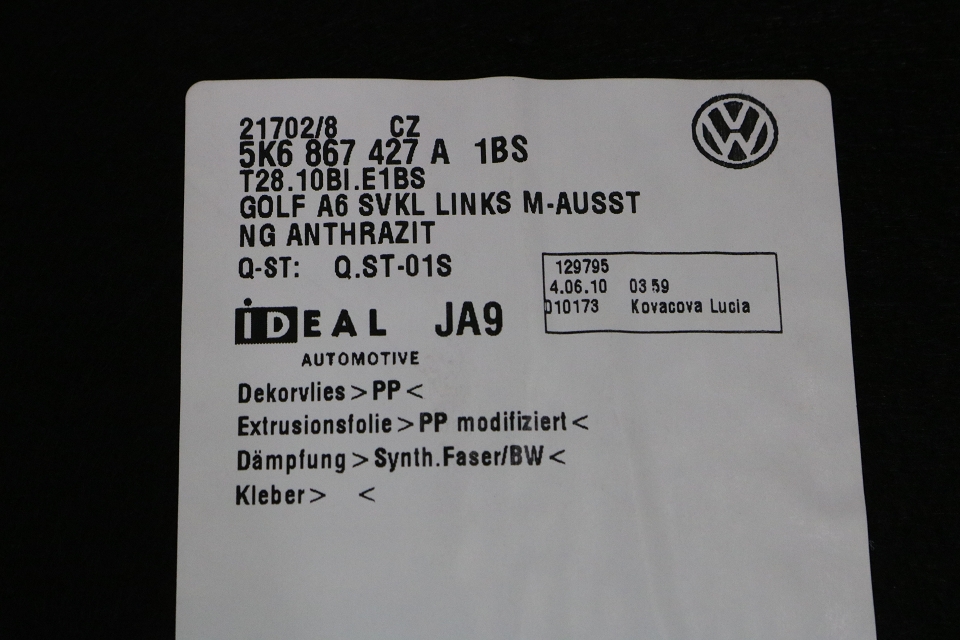 21702/8 CZ
5K6 867 427 A 1BS
T28.10BI.E1BS
GOLF A6 SVKL LINKS M-AUSST
NG ANTHRAZIT
Q-ST: Q.ST-01S
129795
4.06.10 03 59
010173 Kovacova Lucia
iDEAL JA9
AUTOMOTIVE
Dekorvlies > PP <
Extrusionsfolie > PP modifiziert <
Dämpfung > Synth.Faser/BW <
Kleber > <
VW